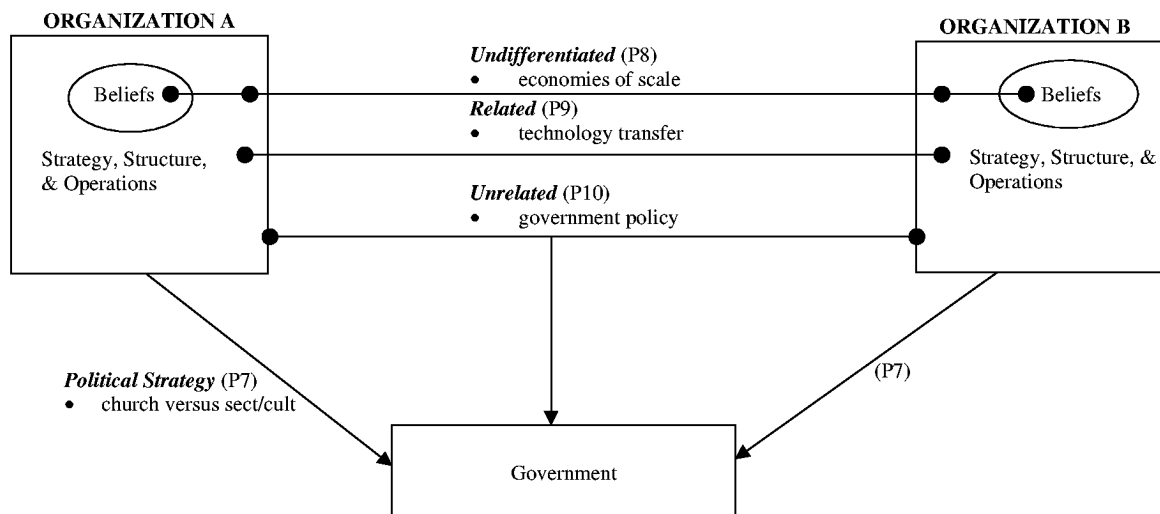 ORGANIZATION A
ORGANIZATION B
Undifferentiated (P8)
• economies of scale
Beliefs
Beliefs
Related (P9)
• technology transfer
Strategy, Structure,
& Operations
Strategy, Structure, &
Operations
Unrelated (P10)
• government policy
Political Strategy (P7)
• church versus sect/cult
(P7)
Government